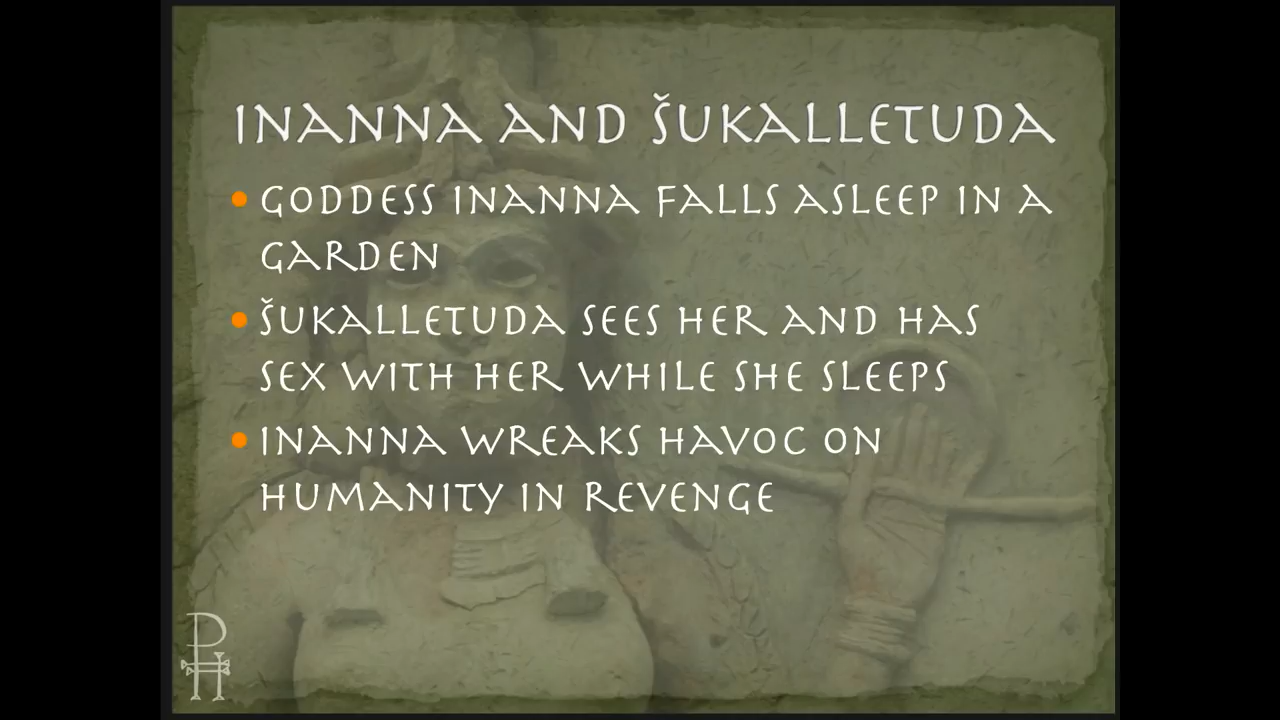 INANNA AND ŠUKALLETUDA
• GODDESS INANNA FALLS ASLEEP IN A
GARDEN
• ŠUKALLETUDA SEES HER AND HAS
SEX WITH HER WHILE SHE SLEEPS
• INANNA WREAKS HAVOC ON
HUMANITY IN REVENGE
PH